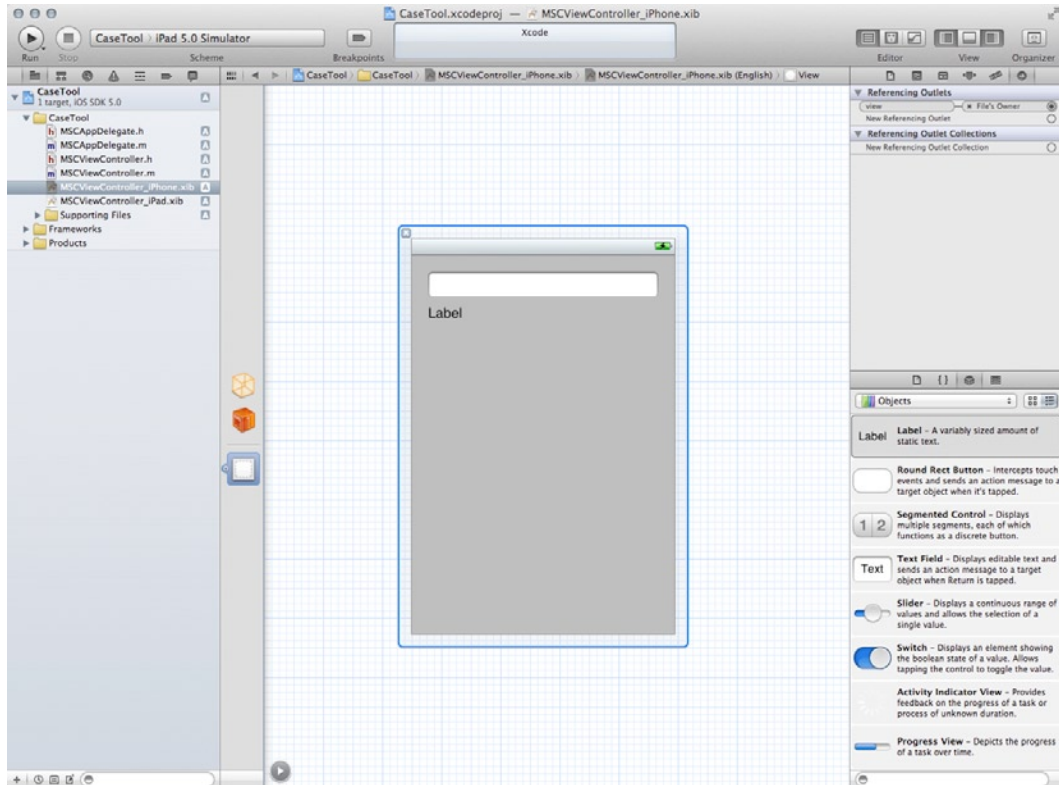 CaseTool.xcodeproj — MSCViewController_iPhone.xib
CaseTool › iPad 5.0 Simulator
Xcode
Run Stop Scheme Breakpoints Editor View Organizer
CaseTool › CaseTool › MSCViewController_iPhone.xib › MSCViewController_iPhone.xib (English) › View
CaseTool
1 target, iOS SDK 5.0
CaseTool
h MSCAppDelegate.h A
m MSCAppDelegate.m A
h MSCViewController.h A
m MSCViewController.m A
MSCViewController_iPhone.xib A
MSCViewController_iPad.xib A
Supporting Files
Frameworks
Products
Label
Referencing Outlets
view File's Owner
New Referencing Outlet
Referencing Outlet Collections
New Referencing Outlet Collection
{ }
Objects
Label
Label – A variably sized amount of
static text.
Round Rect Button – Intercepts touch
events and sends an action message to a
target object when it's tapped.
1 2
Segmented Control – Displays
multiple segments, each of which
functions as a discrete button.
Text
Text Field – Displays editable text and
sends an action message to a target
object when Return is tapped.
Slider – Displays a continuous range of
values and allows the selection of a
single value.
Switch – Displays an element showing
the boolean state of a value. Allows
tapping the control to toggle the value.
Activity Indicator View – Provides
feedback on the progress of a task or
process of unknown duration.
Progress View – Depicts the progress
of a task over time.